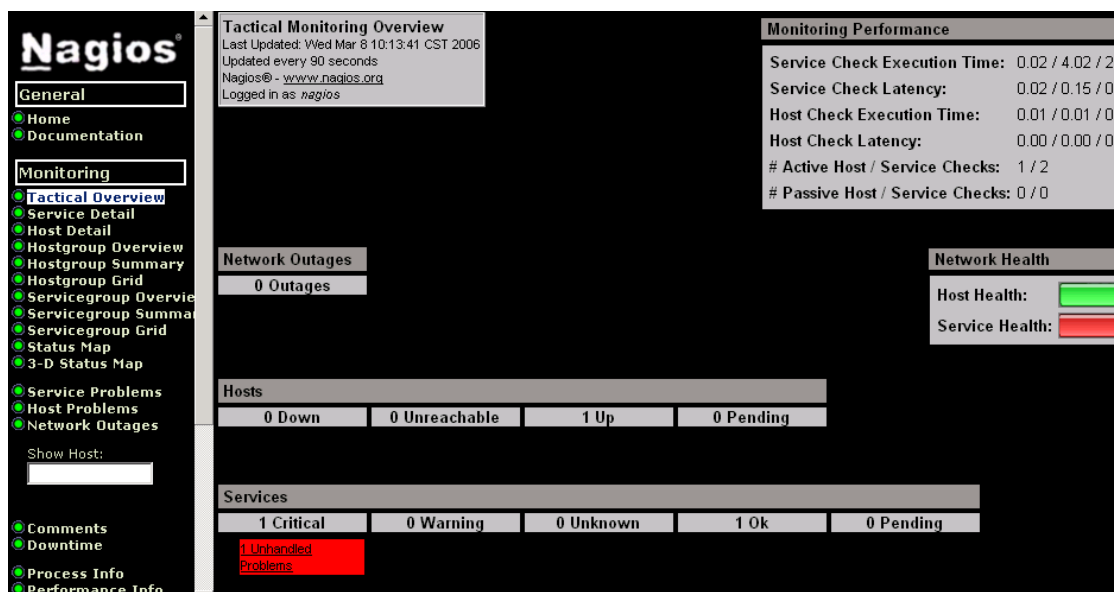 Nagios®
General
Home
Documentation
Monitoring
Tactical Overview
Service Detail
Host Detail
Hostgroup Overview
Hostgroup Summary
Hostgroup Grid
Servicegroup Overvie
Servicegroup Summa
Servicegroup Grid
Status Map
3-D Status Map
Service Problems
Host Problems
Network Outages
Show Host:
Comments
Downtime
Process Info
Performance Info
Tactical Monitoring Overview
Last Updated: Wed Mar 8 10:13:41 CST 2006
Updated every 90 seconds
Nagios® - www.nagios.org
Logged in as nagios
Monitoring Performance
Service Check Execution Time: 0.02 / 4.02 / 2
Service Check Latency: 0.02 / 0.15 / 0
Host Check Execution Time: 0.01 / 0.01 / 0
Host Check Latency: 0.00 / 0.00 / 0
# Active Host / Service Checks: 1 / 2
# Passive Host / Service Checks: 0 / 0
Network Outages
0 Outages
Network Health
Host Health:
Service Health:
Hosts
0 Down 0 Unreachable 1 Up 0 Pending
Services
1 Critical 0 Warning 0 Unknown 1 Ok 0 Pending
1 Unhandled
Problems